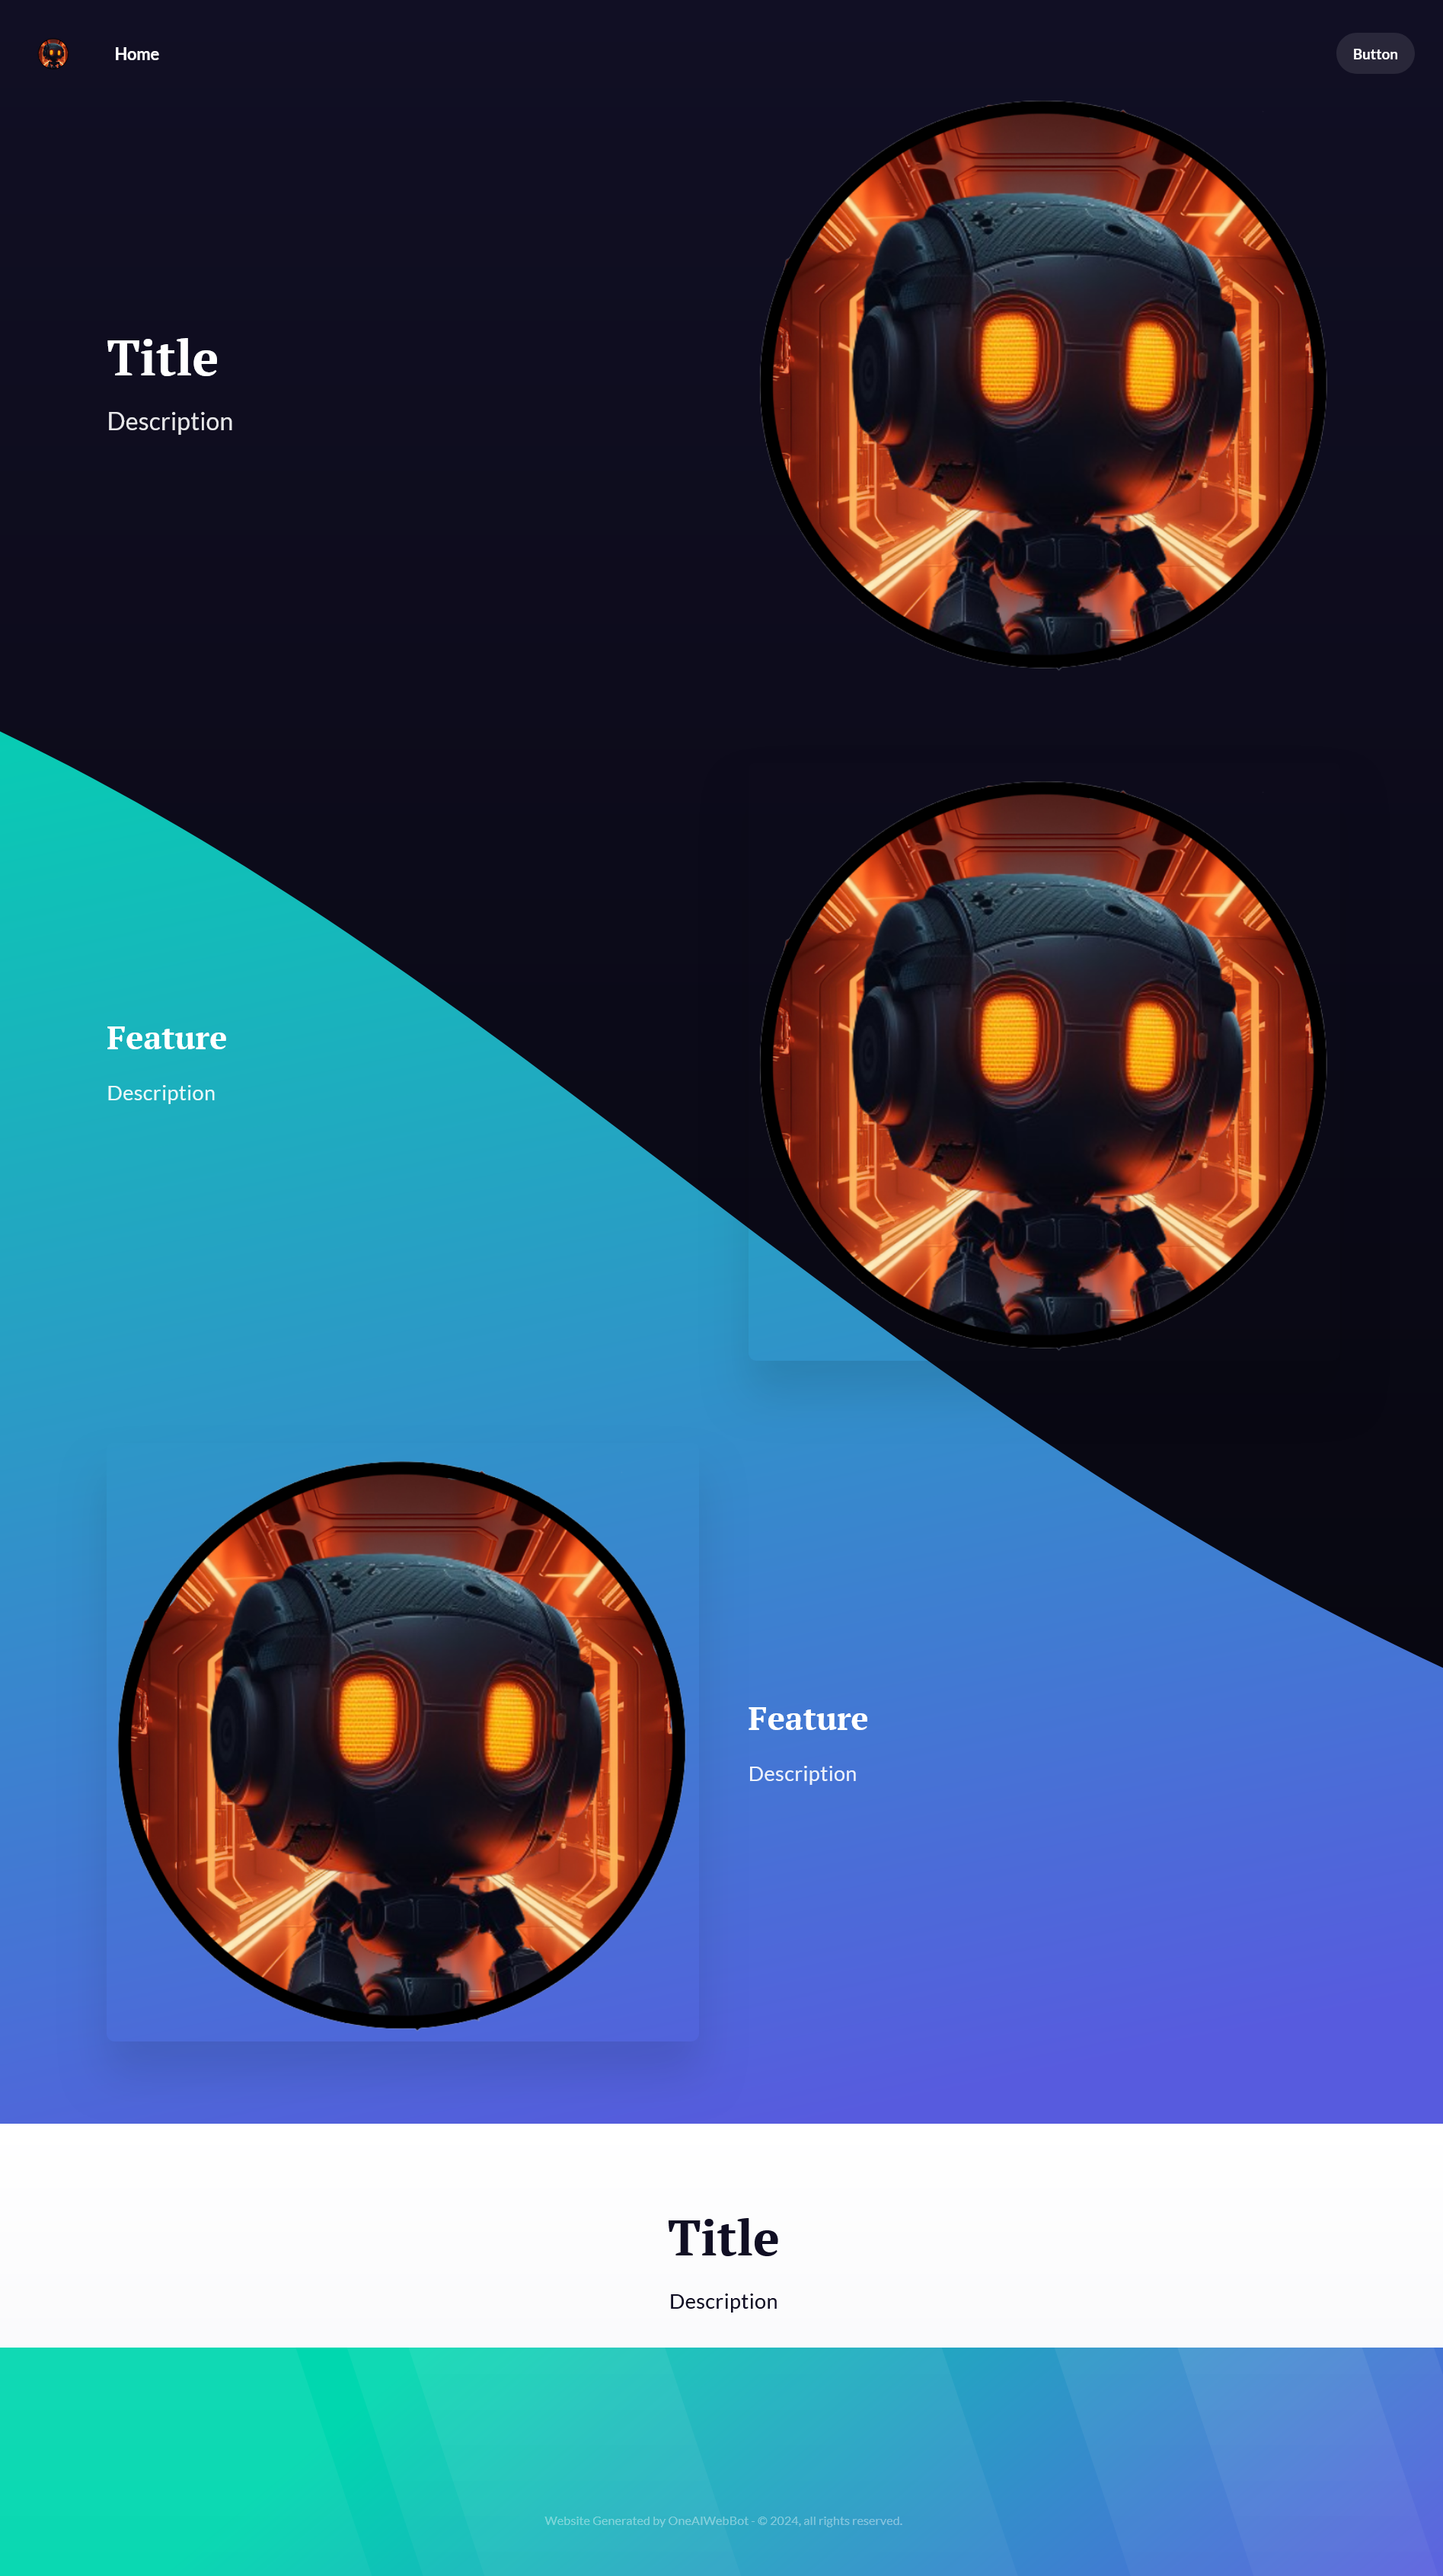 Home
Button
Title
Description
Feature
Description
Feature
Description
Title
Description
Website Generated by OneAIWebBot - © 2024, all rights reserved.